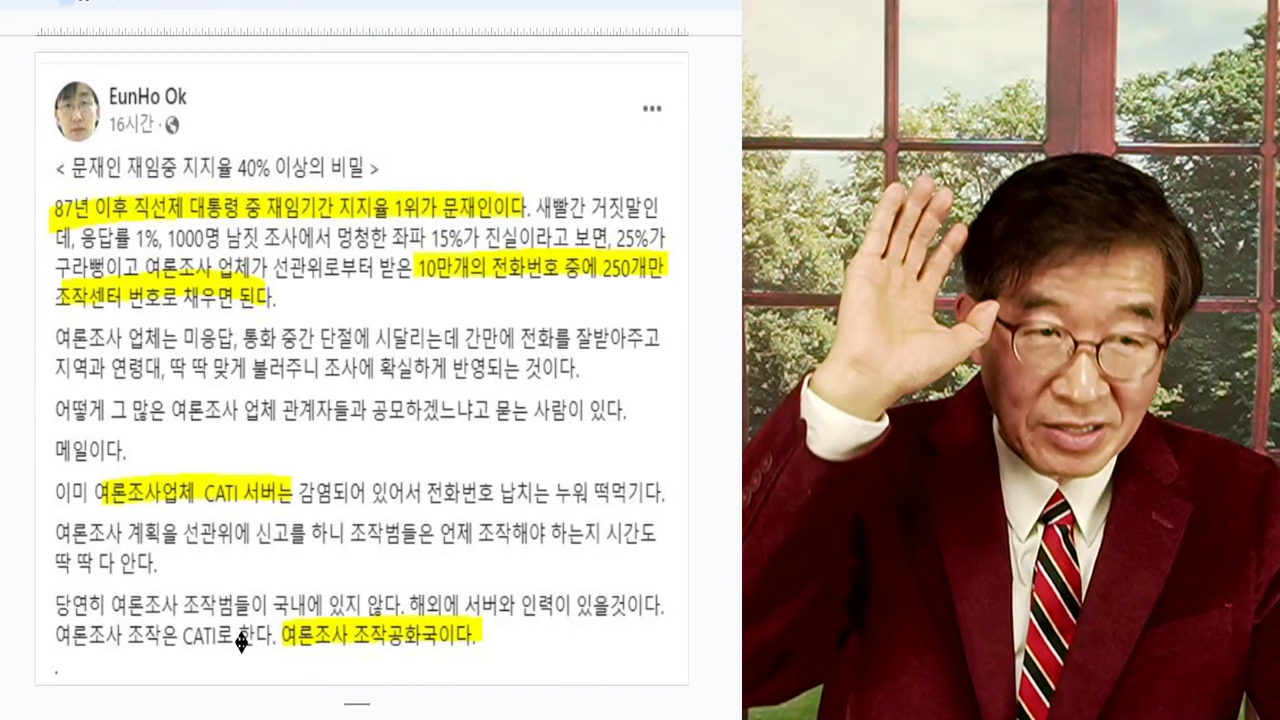 EunHo Ok
16시간 ·
< 문재인 재임중 지지율 40% 이상의 비밀 >
87년 이후 직선제 대통령 중 재임기간 지지율 1위가 문재인이다. 새빨간 거짓말인
데, 응답률 1%, 1000명 남짓 조사에서 멍청한 좌파 15%가 진실이라고 보면, 25%가
구라뻥이고 여론조사 업체가 선관위로부터 받은 10만개의 전화번호 중에 250개만
조작센터 번호로 채우면 된다.
여론조사 업체는 미응답, 통화 중간 단절에 시달리는데 간만에 전화를 잘받아주고
지역과 연령대, 딱 딱 맞게 불러주니 조사에 확실하게 반영되는 것이다.
어떻게 그 많은 여론조사 업체 관계자들과 공모하겠느냐고 묻는 사람이 있다.
메일이다.
이미 여론조사업체 CATI 서버는 감염되어 있어서 전화번호 납치는 누워 떡먹기다.
여론조사 계획을 선관위에 신고를 하니 조작범들은 언제 조작해야 하는지 시간도
딱 딱 다 안다.
당연히 여론조사 조작범들이 국내에 있지 않다. 해외에 서버와 인력이 있을것이다.
여론조사 조작은 CATI로 한다. 여론조사 조작공화국이다.
.